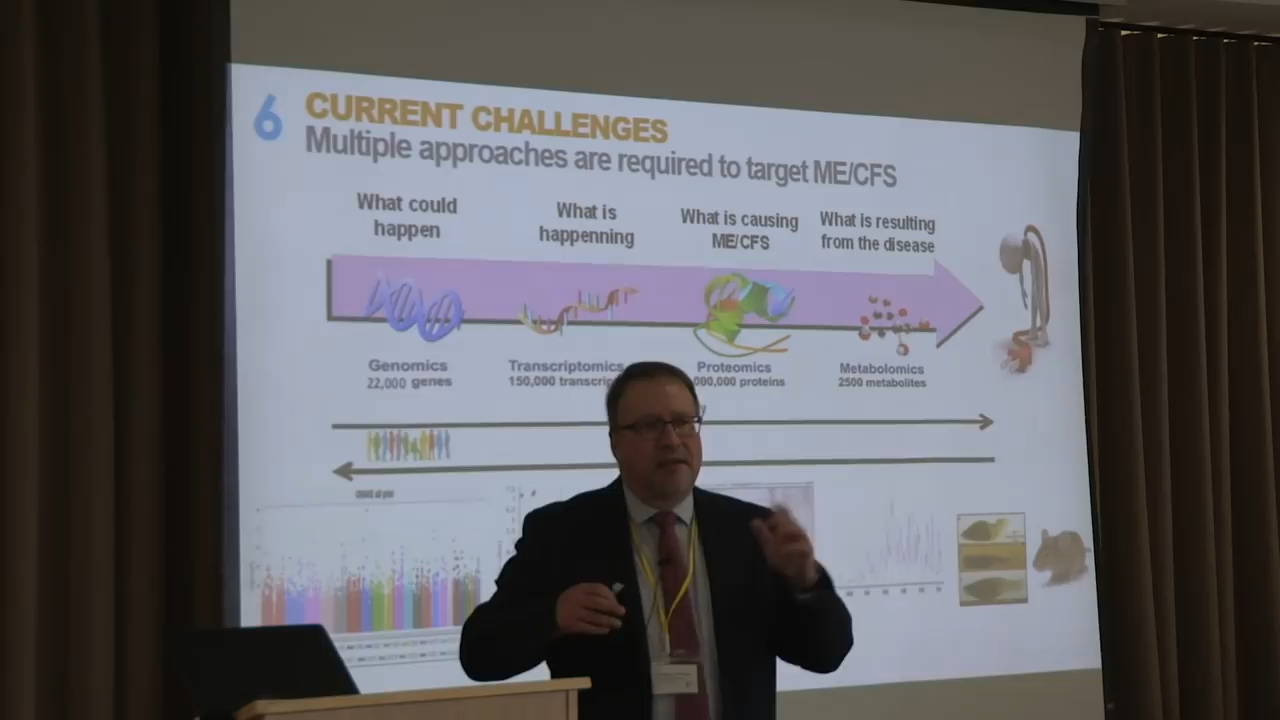 6
CURRENT CHALLENGES
Multiple approaches are required to target ME/CFS
What could
happen
What is
happenning
What is causing
ME/CFS
What is resulting
from the disease
Genomics
22,000 genes
Transcriptomics
150,000 transcrip
Proteomics
000,000 proteins
Metabolomics
2500 metabolites